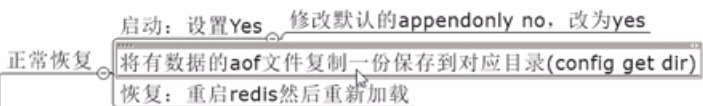 正常恢复
启动：设置Yes
修改默认的appendonly no，改为yes
将有数据的aof文件复制一份保存到对应目录(config get dir)
恢复：重启redis然后重新加载